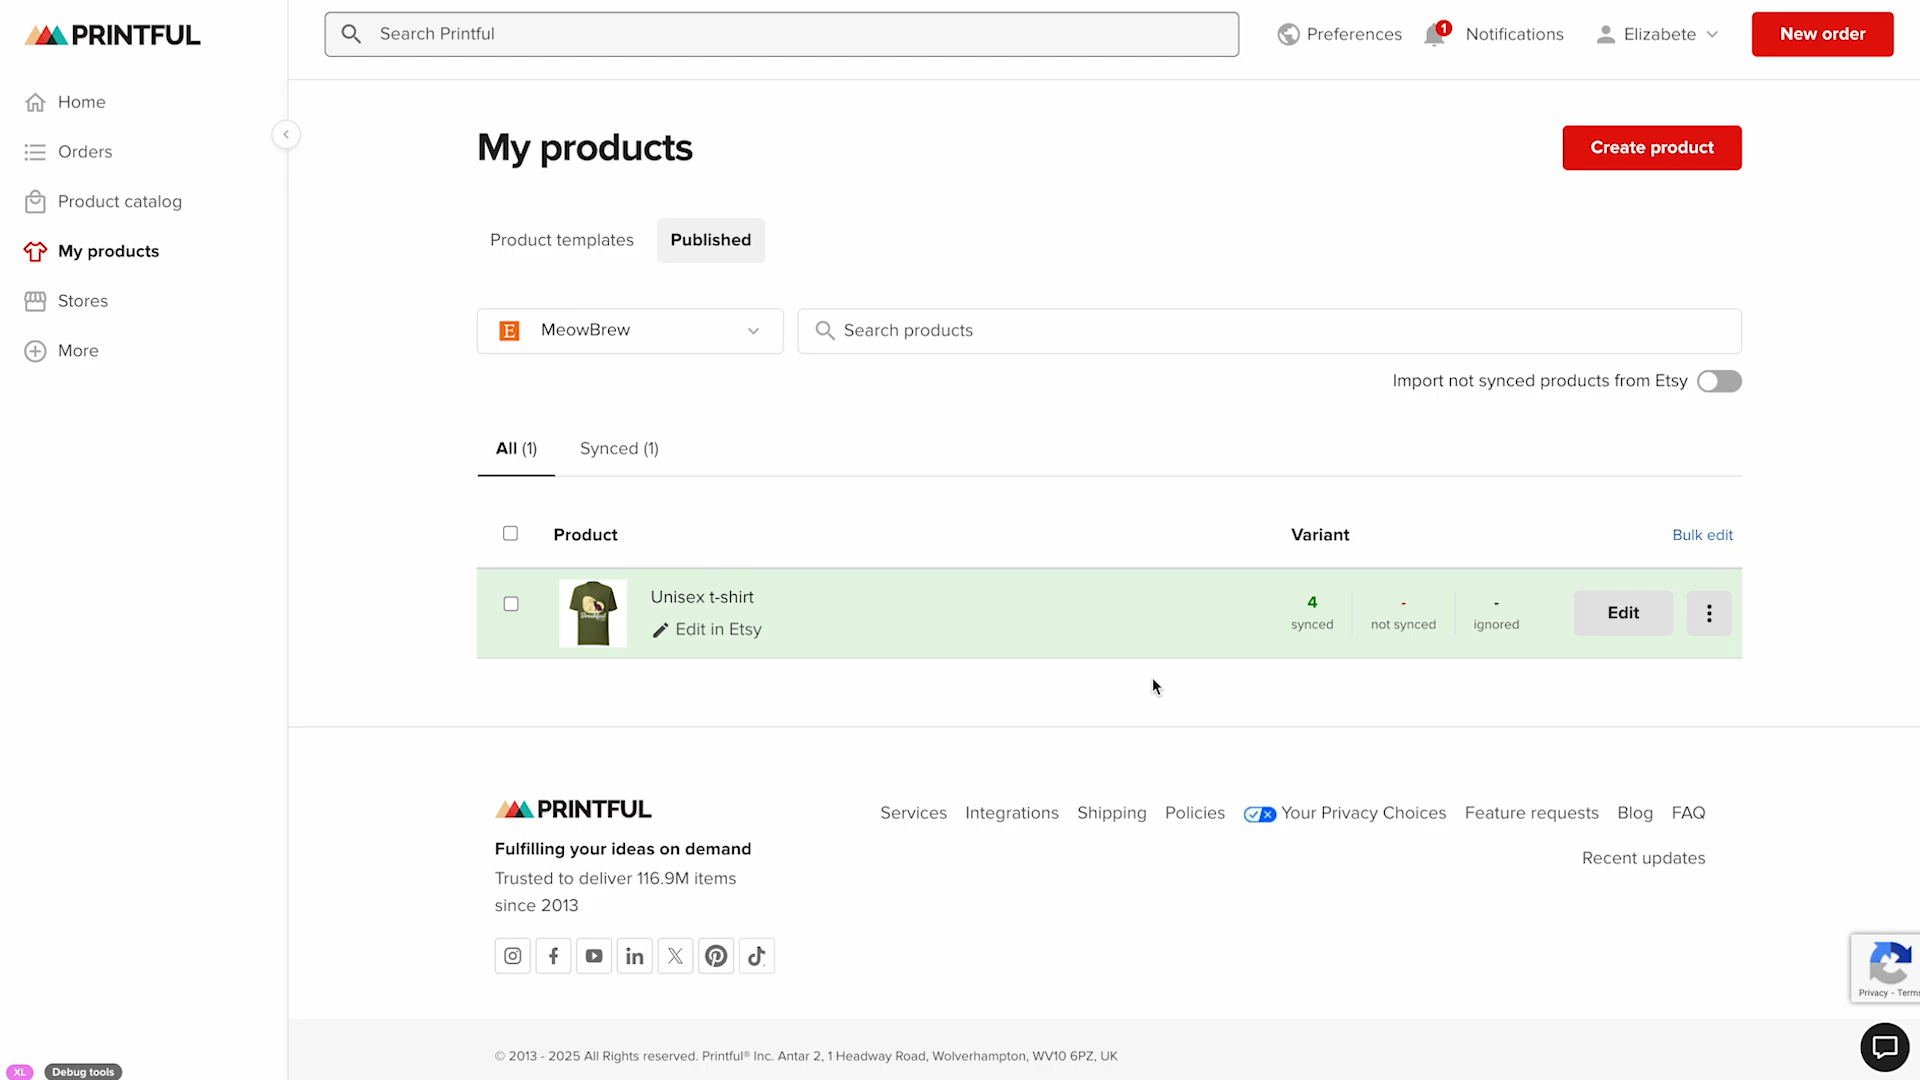 PRINTFUL
Search Printful
Preferences
1
Notifications
Elizabete
New order
Home
Orders
Product catalog
My products
Stores
More
My products
Create product
Product templates
Published
E
MeowBrew
Search products
Import not synced products from Etsy
All (1)
Synced (1)
Product
Variant
Bulk edit
Unisex t-shirt
Edit in Etsy
4
synced
-
not synced
-
ignored
Edit
PRINTFUL
Fulfilling your ideas on demand
Trusted to deliver 116.9M items
since 2013
Services
Integrations
Shipping
Policies
Your Privacy Choices
Feature requests
Blog
FAQ
Recent updates
Privacy - Terms
© 2013 - 2025 All Rights reserved. Printful® Inc. Antar 2, 1 Headway Road, Wolverhampton, WV10 6PZ, UK
XL
Debug tools